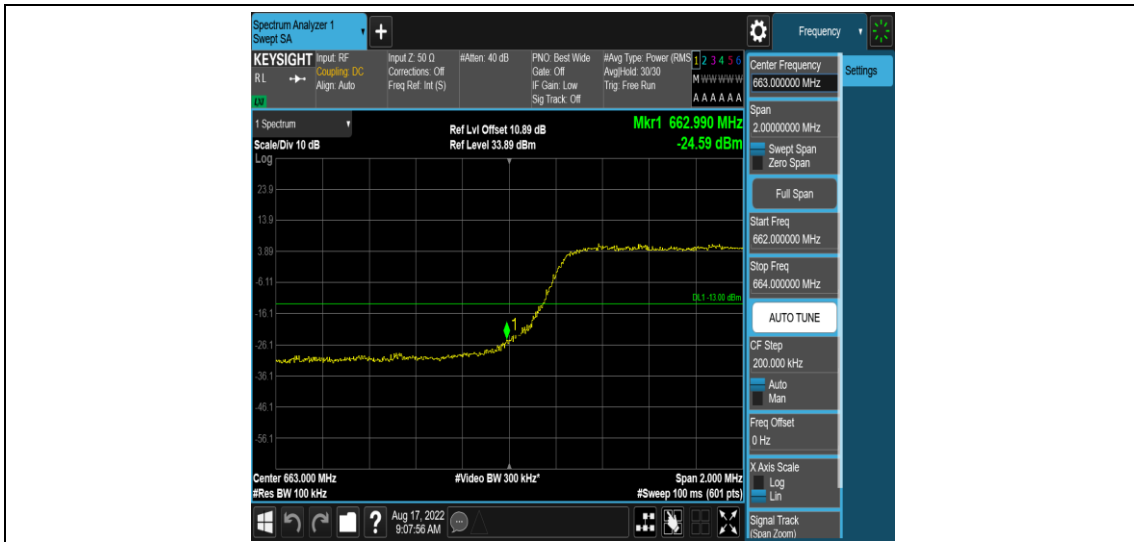 Spectrum Analyzer 1
Swept SA
+
Frequency
KEYSIGHT
RL
LXI
Input: RF
Coupling: DC
Align: Auto
Input Z: 50 Ω
Corrections: Off
Freq Ref: Int (S)
#Atten: 40 dB
PNO: Best Wide
Gate: Off
IF Gain: Low
Sig Track: Off
#Avg Type: Power (RMS
Avg|Hold: 30/30
Trig: Free Run
1 2 3 4 5 6
M W W W W W
A A A A A A
1 Spectrum
Scale/Div 10 dB
Log
Ref Lvl Offset 10.89 dB
Ref Level 33.89 dBm
Mkr1 662.990 MHz
-24.59 dBm
23.9
13.9
3.89
-6.11
-16.1
-26.1
-36.1
-46.1
-56.1
DL1 -13.00 dBm
1
Center 663.000 MHz
#Res BW 100 kHz
#Video BW 300 kHz*
Span 2.000 MHz
#Sweep 100 ms (601 pts)
?
Aug 17, 2022
9:07:56 AM
Center Frequency
663.000000 MHz
Settings
Span
2.00000000 MHz
Swept Span
Zero Span
Full Span
Start Freq
662.000000 MHz
Stop Freq
664.000000 MHz
AUTO TUNE
CF Step
200.000 kHz
Auto
Man
Freq Offset
0 Hz
X Axis Scale
Log
Lin
Signal Track
(Span Zoom)